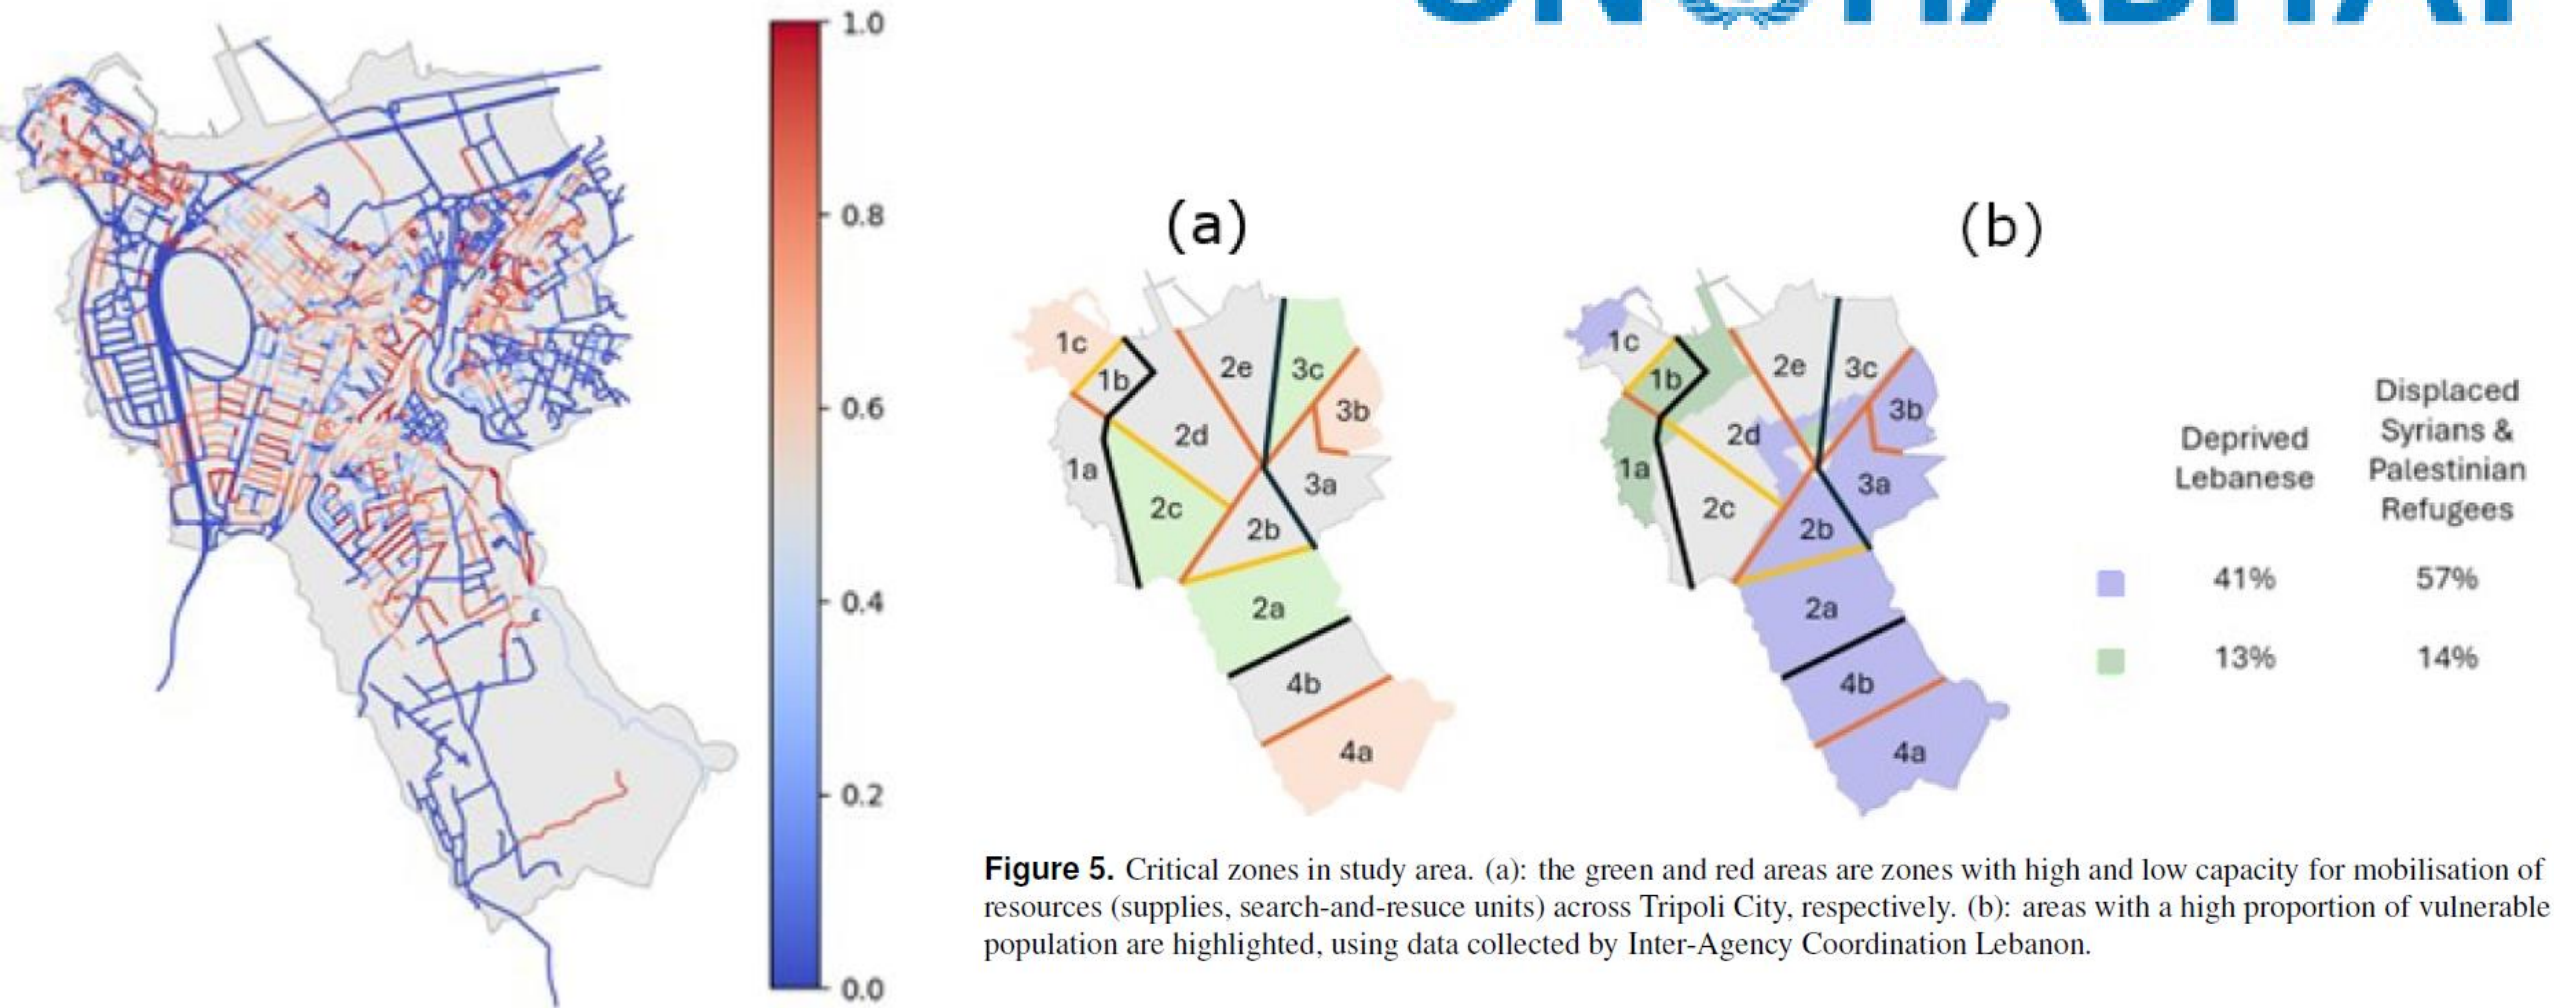 1.0
0.8
0.6
0.4
0.2
0.0
(a)
1c
1b
1a
2e
2d
2c
2b
2a
3c
3b
3a
4b
4a
(b)
1c
1b
1a
2e
2d
2c
2b
2a
3c
3b
3a
4b
4a
Deprived
Lebanese
Displaced
Syrians &
Palestinian
Refugees
41% 57%
13% 14%
Figure 5. Critical zones in study area. (a): the green and red areas are zones with high and low capacity for mobilisation of
resources (supplies, search-and-resuce units) across Tripoli City, respectively. (b): areas with a high proportion of vulnerable
population are highlighted, using data collected by Inter-Agency Coordination Lebanon.